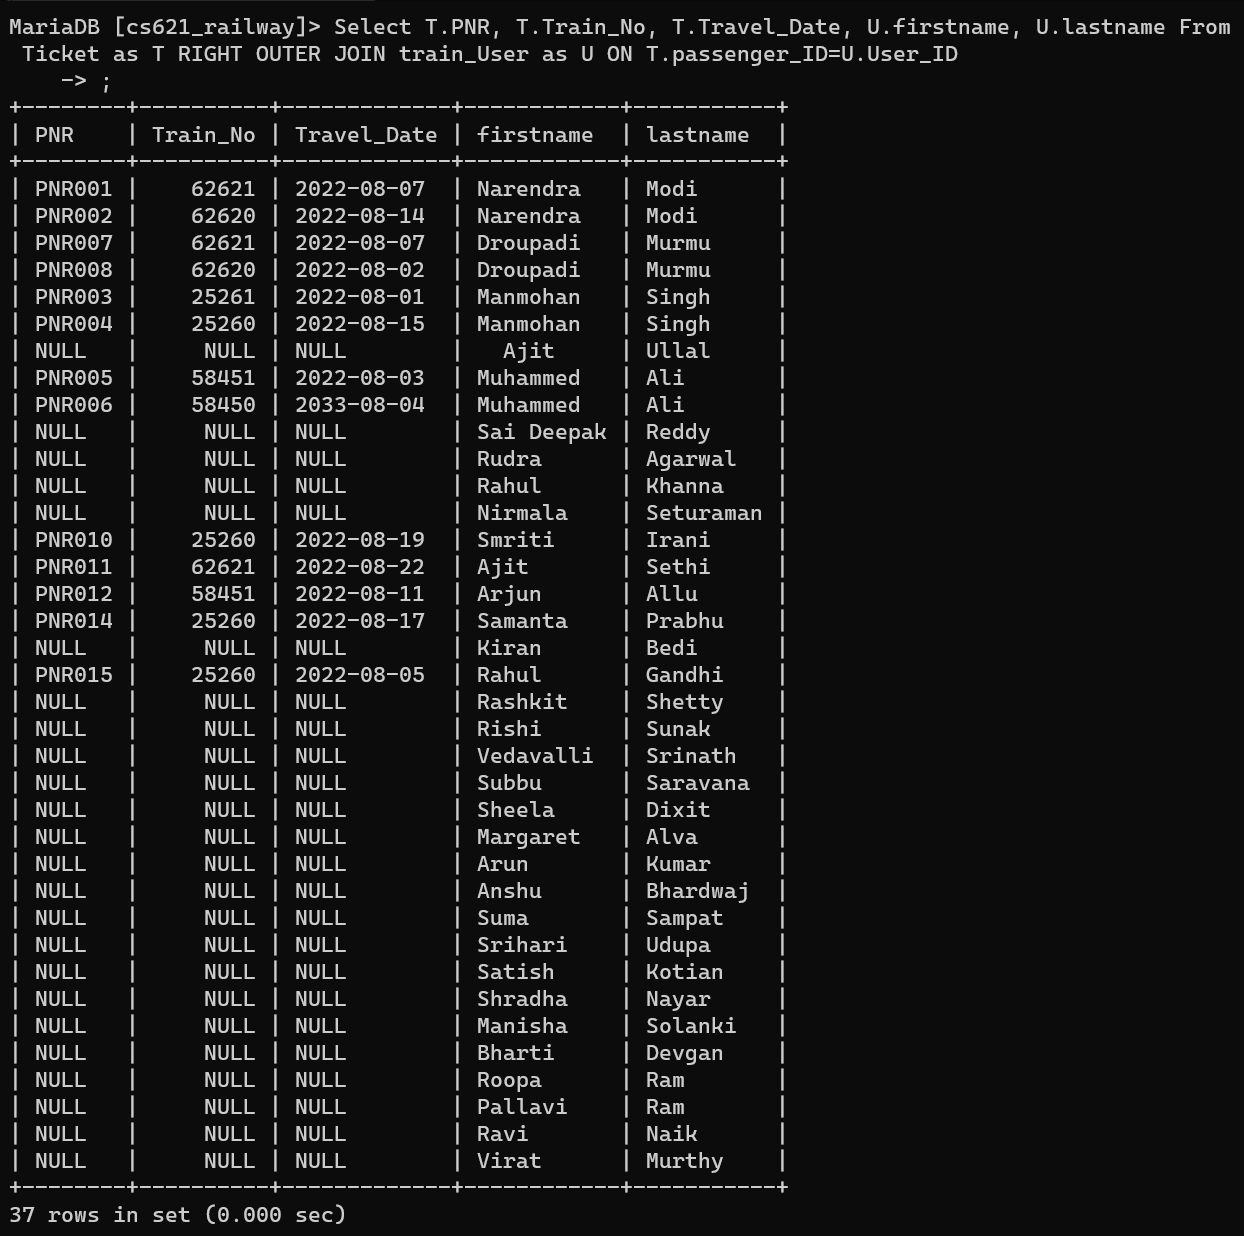 MariaDB [cs621_railway]> Select T.PNR, T.Train_No, T.Travel_Date, U.firstname, U.lastname From
 Ticket as T RIGHT OUTER JOIN train_User as U ON T.passenger_ID=U.User_ID
    -> ;
+--------+----------+-------------+------------+-----------+
| PNR    | Train_No | Travel_Date | firstname  | lastname  |
+--------+----------+-------------+------------+-----------+
| PNR001 |    62621 | 2022-08-07  | Narendra   | Modi      |
| PNR002 |    62620 | 2022-08-14  | Narendra   | Modi      |
| PNR007 |    62621 | 2022-08-07  | Droupadi   | Murmu     |
| PNR008 |    62620 | 2022-08-02  | Droupadi   | Murmu     |
| PNR003 |    25261 | 2022-08-01  | Manmohan   | Singh     |
| PNR004 |    25260 | 2022-08-15  | Manmohan   | Singh     |
| NULL   |     NULL | NULL        |   Ajit     | Ullal     |
| PNR005 |    58451 | 2022-08-03  | Muhammed   | Ali       |
| PNR006 |    58450 | 2033-08-04  | Muhammed   | Ali       |
| NULL   |     NULL | NULL        | Sai Deepak | Reddy     |
| NULL   |     NULL | NULL        | Rudra      | Agarwal   |
| NULL   |     NULL | NULL        | Rahul      | Khanna    |
| NULL   |     NULL | NULL        | Nirmala    | Seturaman |
| PNR010 |    25260 | 2022-08-19  | Smriti     | Irani     |
| PNR011 |    62621 | 2022-08-22  | Ajit       | Sethi     |
| PNR012 |    58451 | 2022-08-11  | Arjun      | Allu      |
| PNR014 |    25260 | 2022-08-17  | Samanta    | Prabhu    |
| NULL   |     NULL | NULL        | Kiran      | Bedi      |
| PNR015 |    25260 | 2022-08-05  | Rahul      | Gandhi    |
| NULL   |     NULL | NULL        | Rashkit    | Shetty    |
| NULL   |     NULL | NULL        | Rishi      | Sunak     |
| NULL   |     NULL | NULL        | Vedavalli  | Srinath   |
| NULL   |     NULL | NULL        | Subbu      | Saravana  |
| NULL   |     NULL | NULL        | Sheela     | Dixit     |
| NULL   |     NULL | NULL        | Margaret   | Alva      |
| NULL   |     NULL | NULL        | Arun       | Kumar     |
| NULL   |     NULL | NULL        | Anshu      | Bhardwaj  |
| NULL   |     NULL | NULL        | Suma       | Sampat    |
| NULL   |     NULL | NULL        | Srihari    | Udupa     |
| NULL   |     NULL | NULL        | Satish     | Kotian    |
| NULL   |     NULL | NULL        | Shradha    | Nayar     |
| NULL   |     NULL | NULL        | Manisha    | Solanki   |
| NULL   |     NULL | NULL        | Bharti     | Devgan    |
| NULL   |     NULL | NULL        | Roopa      | Ram       |
| NULL   |     NULL | NULL        | Pallavi    | Ram       |
| NULL   |     NULL | NULL        | Ravi       | Naik      |
| NULL   |     NULL | NULL        | Virat      | Murthy    |
+--------+----------+-------------+------------+-----------+
37 rows in set (0.000 sec)